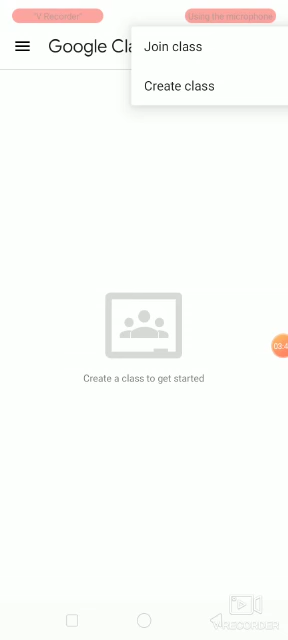 "V Recorder"
Using the microphone
Google Cla
Join class
Create class
Create a class to get started
03:4
V RECORDER